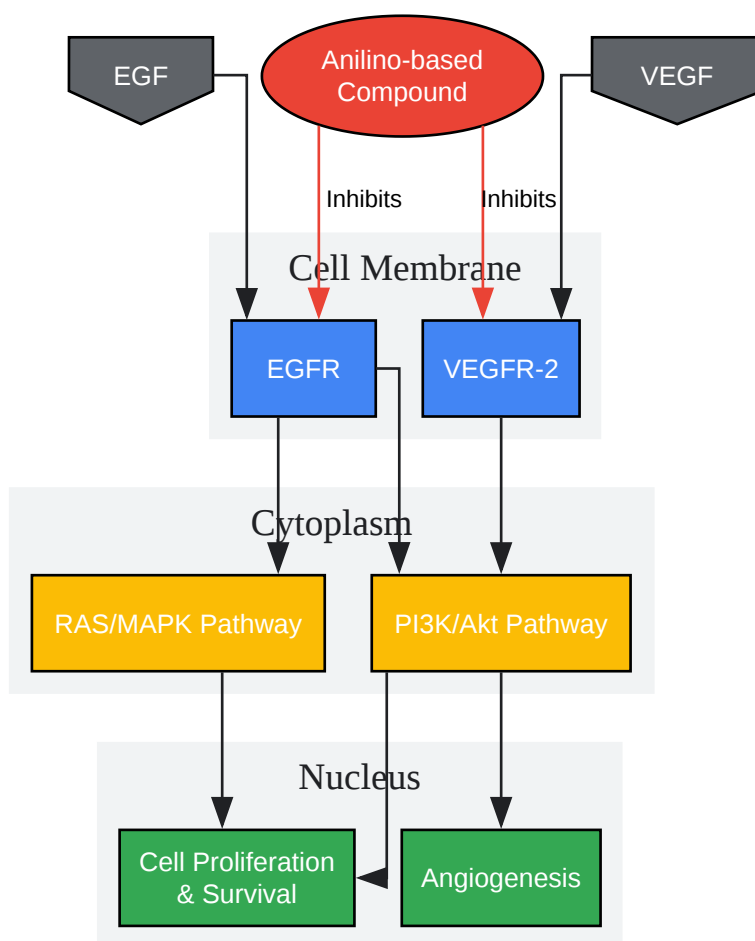 EGF
Anilino-based
Compound
VEGF
Inhibits
Inhibits
Cell Membrane
EGFR
VEGFR-2
Cytoplasm
RAS/MAPK Pathway
PI3K/Akt Pathway
Nucleus
Cell Proliferation
& Survival
Angiogenesis